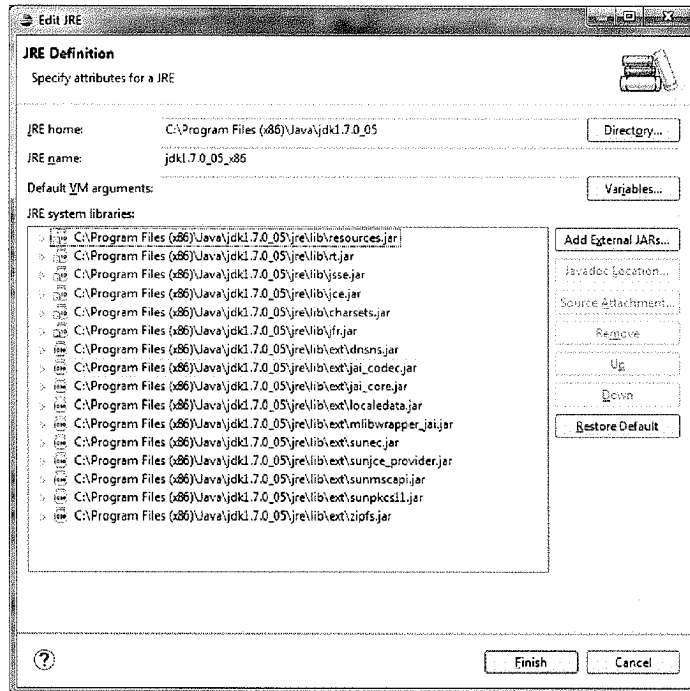 Edit JRE
JRE Definition
Specify attributes for a JRE
JRE home:
C:\Program Files (x86)\Java\jdk1.7.0_05
Directory...
JRE name:
jdk1.7.0_05_x86
Default VM arguments:
Variables...
JRE system libraries:
C:\Program Files (x86)\Java\jdk1.7.0_05\jre\lib\resources.jar
Add External JARs...
C:\Program Files (x86)\Java\jdk1.7.0_05\jre\lib\rt.jar
C:\Program Files (x86)\Java\jdk1.7.0_05\jre\lib\jsse.jar
Javadoc Location...
C:\Program Files (x86)\Java\jdk1.7.0_05\jre\lib\jce.jar
Source Attachment...
C:\Program Files (x86)\Java\jdk1.7.0_05\jre\lib\charsets.jar
C:\Program Files (x86)\Java\jdk1.7.0_05\jre\lib\jfr.jar
Remove
C:\Program Files (x86)\Java\jdk1.7.0_05\jre\lib\ext\dnsns.jar
C:\Program Files (x86)\Java\jdk1.7.0_05\jre\lib\ext\jai_codec.jar
Up
C:\Program Files (x86)\Java\jdk1.7.0_05\jre\lib\ext\jai_core.jar
Down
C:\Program Files (x86)\Java\jdk1.7.0_05\jre\lib\ext\localedata.jar
C:\Program Files (x86)\Java\jdk1.7.0_05\jre\lib\ext\mlibwrapper_jai.jar
Restore Default
C:\Program Files (x86)\Java\jdk1.7.0_05\jre\lib\ext\sunec.jar
C:\Program Files (x86)\Java\jdk1.7.0_05\jre\lib\ext\sunjce_provider.jar
C:\Program Files (x86)\Java\jdk1.7.0_05\jre\lib\ext\sunmscapi.jar
C:\Program Files (x86)\Java\jdk1.7.0_05\jre\lib\ext\sunpkcs11.jar
C:\Program Files (x86)\Java\jdk1.7.0_05\jre\lib\ext\zipfs.jar
Finish
Cancel